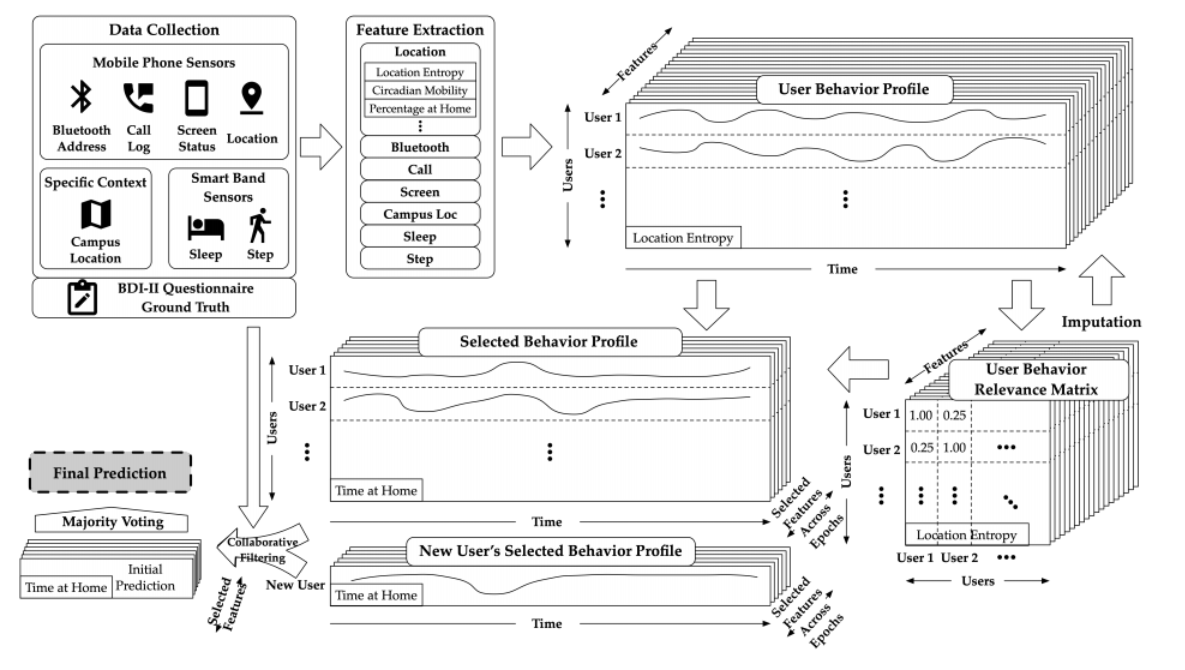 Data Collection
Mobile Phone Sensors
Bluetooth
Address
Call
Log
Screen
Status
Location
Specific Context
Campus
Location
Smart Band
Sensors
Sleep
Step
BDI-II Questionnaire
Ground Truth
Feature Extraction
Location
Location Entropy
Circadian Mobility
Percentage at Home
Bluetooth
Call
Screen
Campus Loc
Sleep
Step
Features
User Behavior Profile
Users
User 1
User 2
Location Entropy
Time
Imputation
Features
User Behavior
Relevance Matrix
Users
User 1
1.00 0.25
User 2
0.25 1.00
Location Entropy
User 1 User 2
Users
Selected Behavior Profile
Users
User 1
User 2
Time at Home
Time
Selected
Features
Across
Epochs
New User's Selected Behavior Profile
New User
Time at Home
Time
Selected
Features
Across
Epochs
Collaborative
Filtering
Final Prediction
Majority Voting
Initial
Prediction
Time at Home
Selected
Features